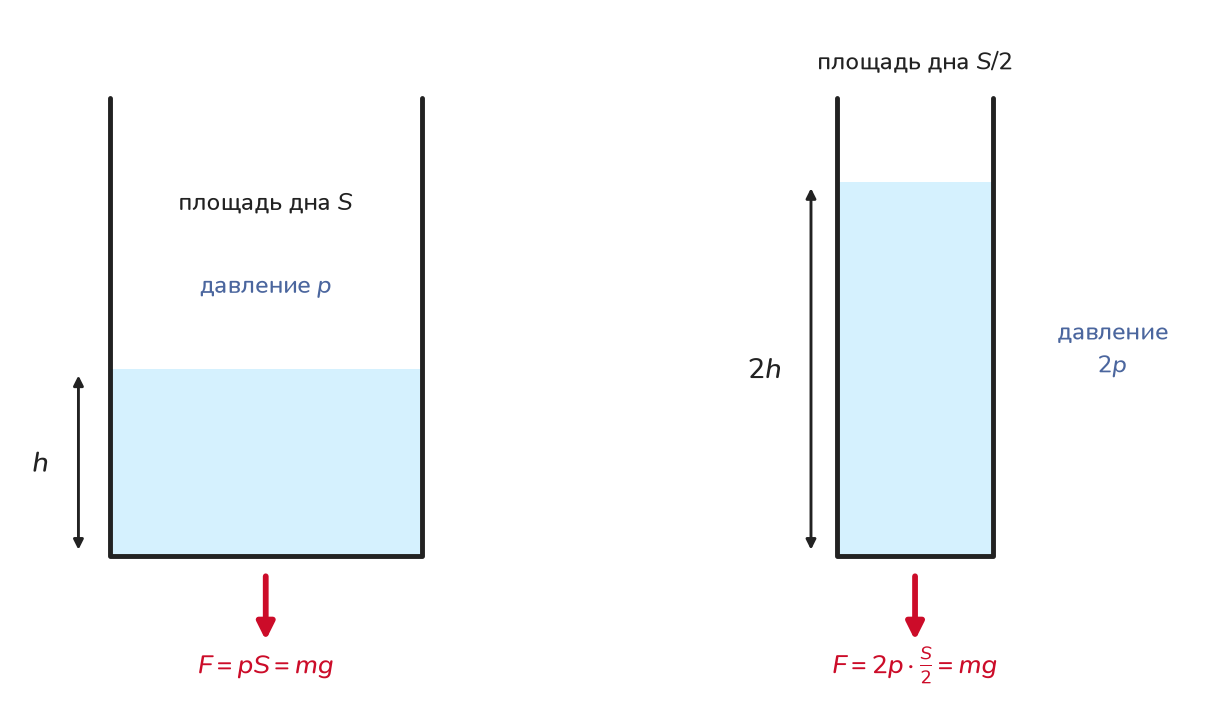 площадь дна S
давление p
h
F = pS = mg
площадь дна S/2
2h
давление
2p
F = 2p · S/2 = mg